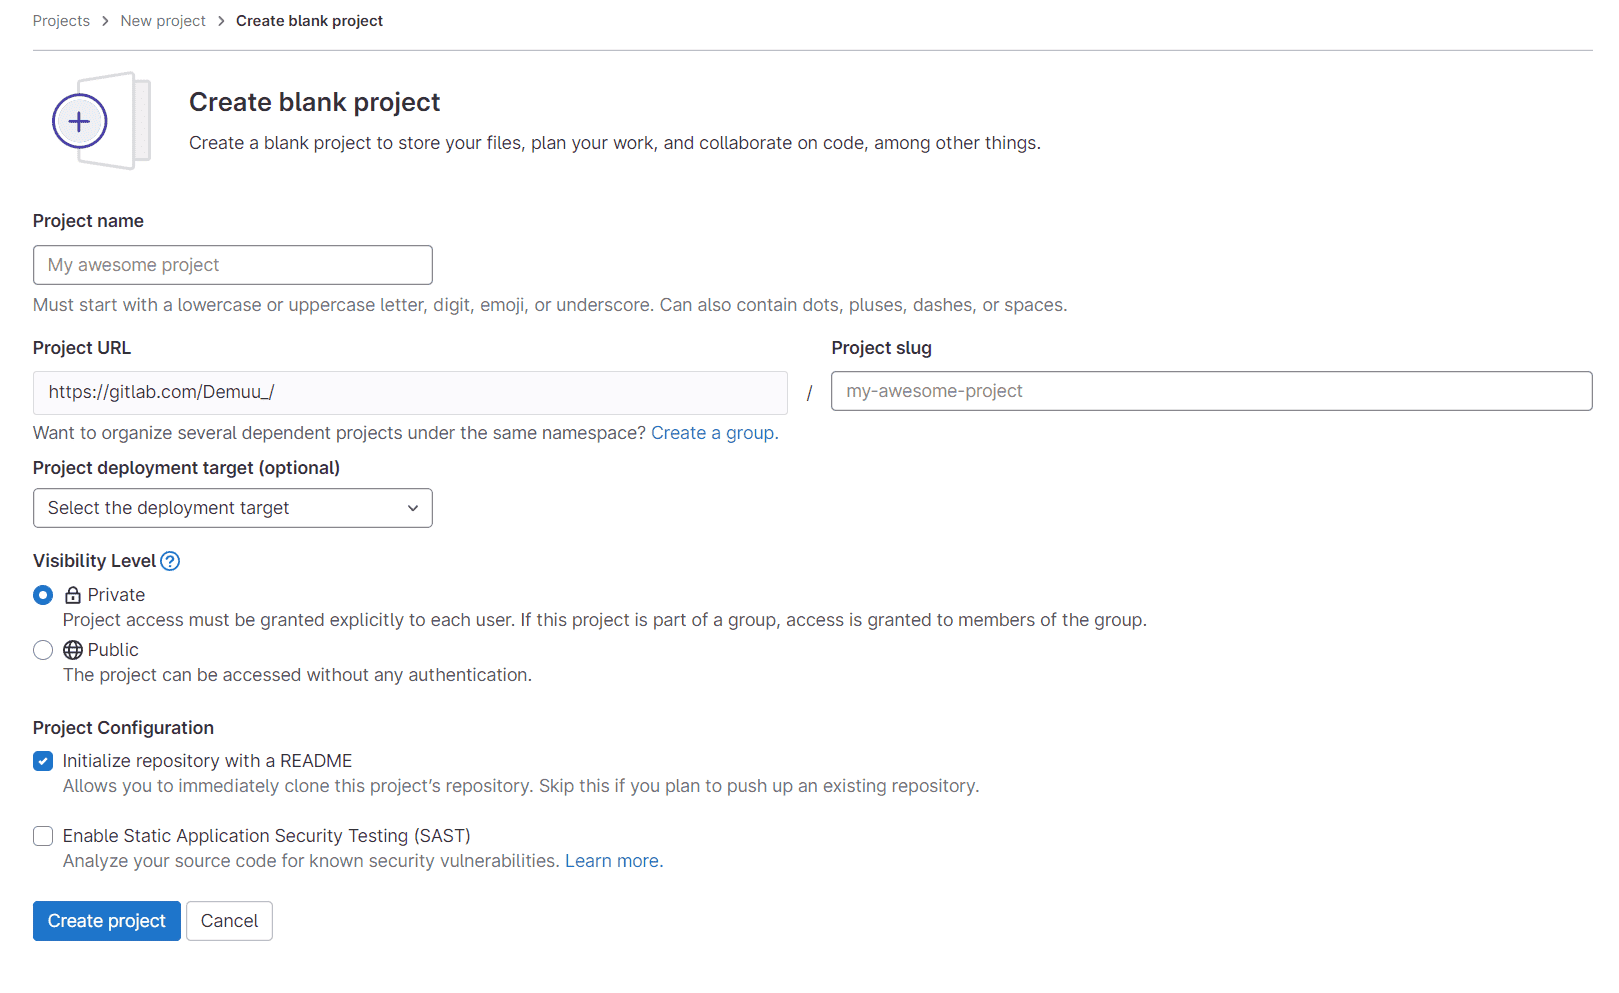 Projects > New project > Create blank project
Create blank project
Create a blank project to store your files, plan your work, and collaborate on code, among other things.
Project name
My awesome project
Must start with a lowercase or uppercase letter, digit, emoji, or underscore. Can also contain dots, pluses, dashes, or spaces.
Project URL
https://gitlab.com/Demuu_/
/
Project slug
my-awesome-project
Want to organize several dependent projects under the same namespace? Create a group.
Project deployment target (optional)
Select the deployment target
Visibility Level ?
Private
Project access must be granted explicitly to each user. If this project is part of a group, access is granted to members of the group.
Public
The project can be accessed without any authentication.
Project Configuration
Initialize repository with a README
Allows you to immediately clone this project’s repository. Skip this if you plan to push up an existing repository.
Enable Static Application Security Testing (SAST)
Analyze your source code for known security vulnerabilities. Learn more.
Create project
Cancel